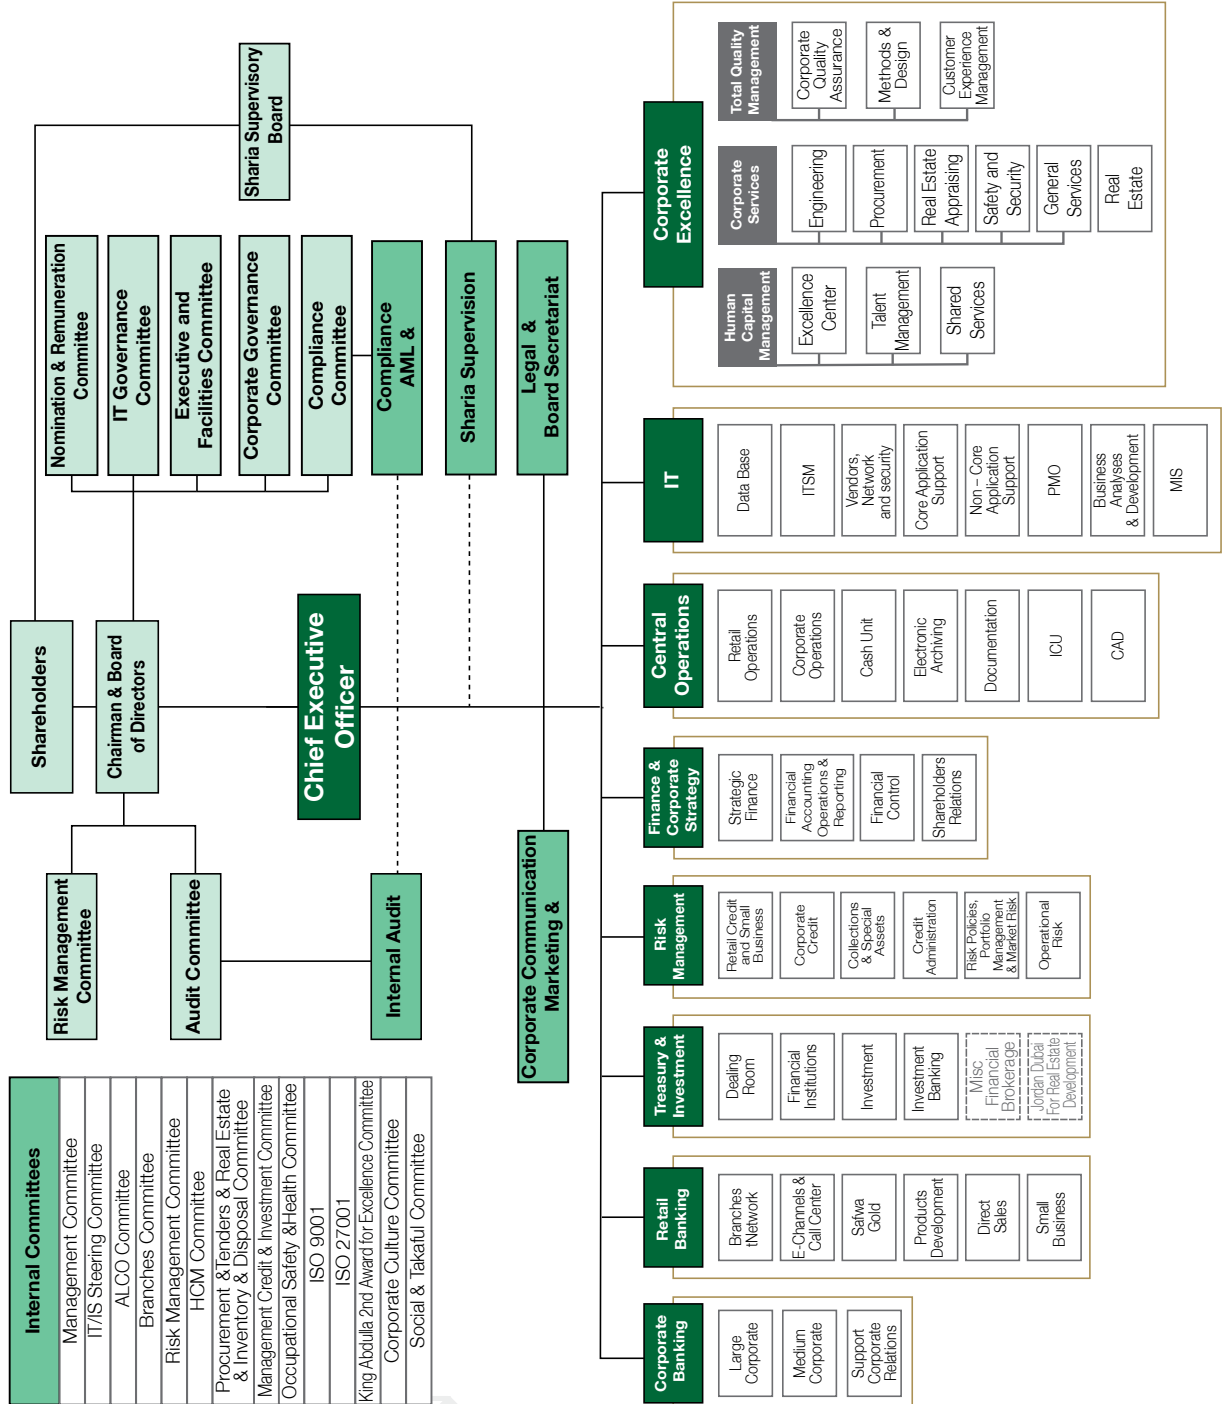 Internal Committees
Management Committee
IT/IS Steering Committee
ALCO Committee
Branches Committee
Risk Management Committee
HCM Committee
Procurement &Tenders & Real Estate
& Inventory & Disposal Committee
Management Credit & Investment Committee
Occupational Safety &Health Committee
ISO 9001
ISO 27001
King Abdulla 2nd Award for Excellence Committee
Corporate Culture Committee
Social & Takaful Committee
Shareholders
Sharia Supervisory
Board
Chairman & Board
of Directors
Risk Management
Committee
Audit Committee
Internal Audit
Nomination & Remuneration
Committee
IT Governance
Committee
Executive and
Facilities Committee
Corporate Governance
Committee
Compliance
Committee
Compliance
AML &
Sharia Supervision
Chief Executive
Officer
Corporate Communication
Marketing &
Legal &
Board Secretariat
Corporate
Banking
Large
Corporate
Medium
Corporate
Support
Corporate
Relations
Retail
Banking
Branches
tNetwork
E-Channels &
Call Center
Safwa
Gold
Products
Development
Direct
Sales
Small
Business
Treasury &
Investment
Dealing
Room
Financial
Institutions
Investment
Investment
Banking
Misc
Financial
Brokerage
Jordan Dubai
For Real Estate
Development
Risk
Management
Retail Credit
and Small
Business
Corporate
Credit
Collections
& Special
Assets
Credit
Administration
Risk Policies,
Portfolio
Management
& Market Risk
Operational
Risk
Finance &
Corporate
Strategy
Strategic
Finance
Financial
Accounting
Operations &
Reporting
Financial
Control
Shareholders
Relations
Central
Operations
Retail
Operations
Corporate
Operations
Cash Unit
Electronic
Archiving
Documentation
ICU
CAD
IT
Data Base
ITSM
Vendors,
Network
and security
Core Application
Support
Non – Core
Application
Support
PMO
Business
Analyses
& Development
MIS
Corporate
Excellence
Human
Capital
Management
Excellence
Center
Talent
Management
Shared
Services
Corporate
Services
Engineering
Procurement
Real Estate
Appraising
Safety and
Security
General
Services
Real
Estate
Total Quality
Management
Corporate
Quality
Assurance
Methods &
Design
Customer
Experience
Management